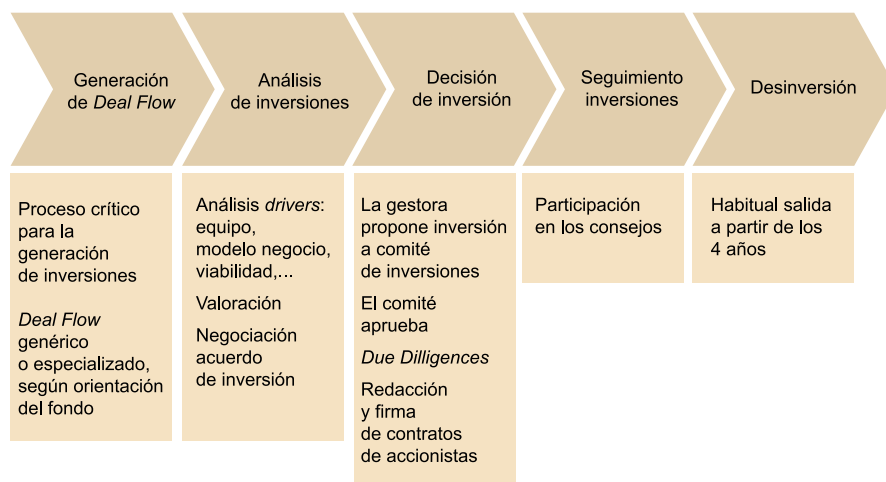 Generación
de Deal Flow
Análisis
de inversiones
Decisión
de inversión
Seguimiento
inversiones
Desinversión
Proceso crítico
para la
generación
de inversiones
Deal Flow
genérico
o especializado,
según orientación
del fondo
Análisis drivers:
equipo,
modelo negocio,
viabilidad,...
Valoración
Negociación
acuerdo
de inversión
La gestora
propone inversión
a comité
de inversiones
El comité
aprueba
Due Dilligences
Redacción
y firma
de contratos
de accionistas
Participación
en los consejos
Habitual salida
a partir de los
4 años